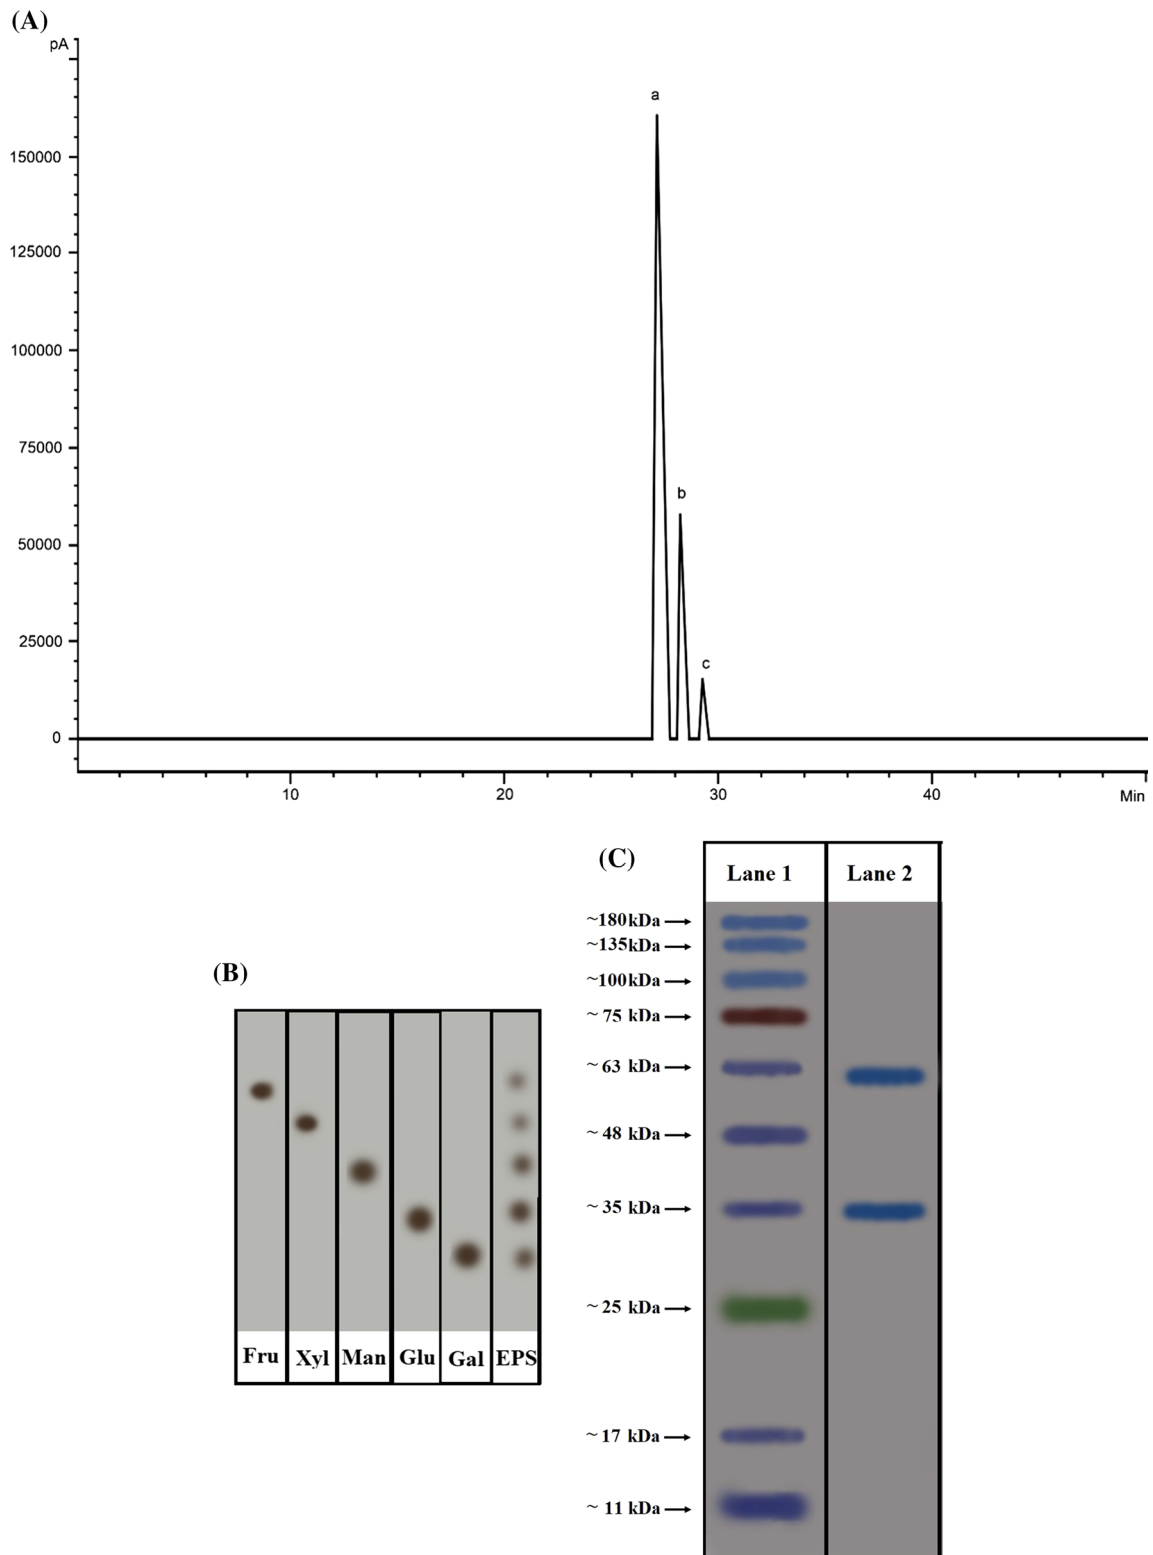 (A)
pA
a
150000
125000
100000
75000
b
50000
25000
c
0
10 20 30 40 Min
(B)
Fru Xyl Man Glu Gal EPS
(C)
Lane 1 Lane 2
~180kDa
~135kDa
~100kDa
~ 75 kDa
~ 63 kDa
~ 48 kDa
~ 35 kDa
~ 25 kDa
~ 17 kDa
~ 11 kDa